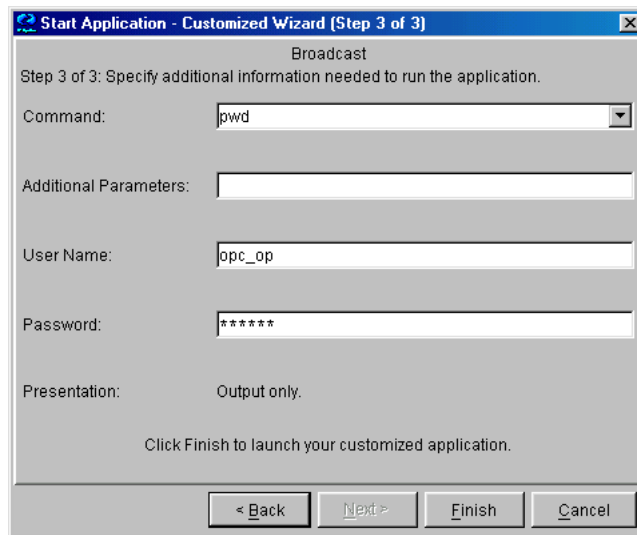 Start Application - Customized Wizard (Step 3 of 3)
Broadcast
Step 3 of 3: Specify additional information needed to run the application.
Command: pwd
Additional Parameters:
User Name: opc_op
Password: ******
Presentation: Output only.
Click Finish to launch your customized application.
< Back Next > Finish Cancel